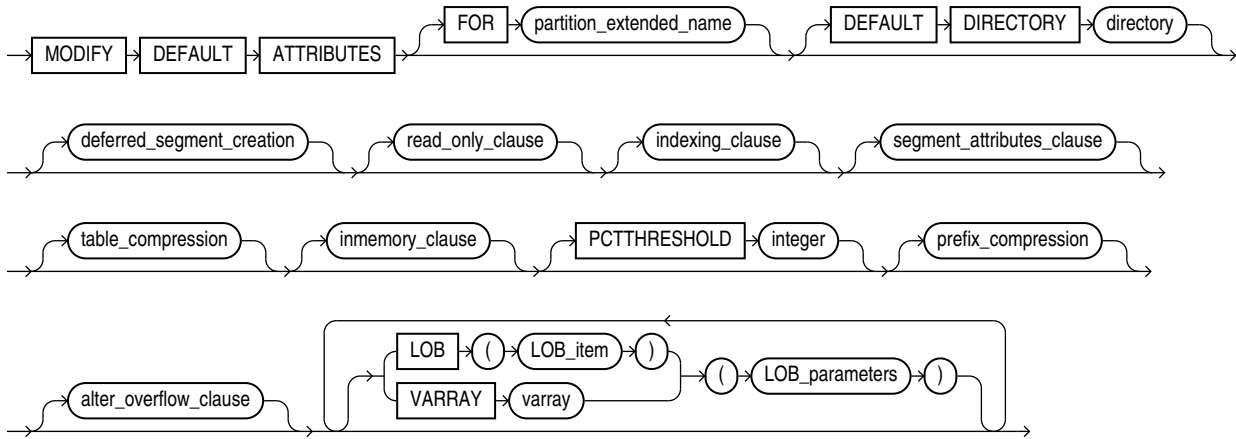 MODIFY DEFAULT ATTRIBUTES FOR partition_extended_name DEFAULT DIRECTORY directory
deferred_segment_creation read_only_clause indexing_clause segment_attributes_clause
table_compression inmemory_clause PCTTHRESHOLD integer prefix_compression
alter_overflow_clause LOB ( LOB_item ) VARRAY varray ( LOB_parameters )